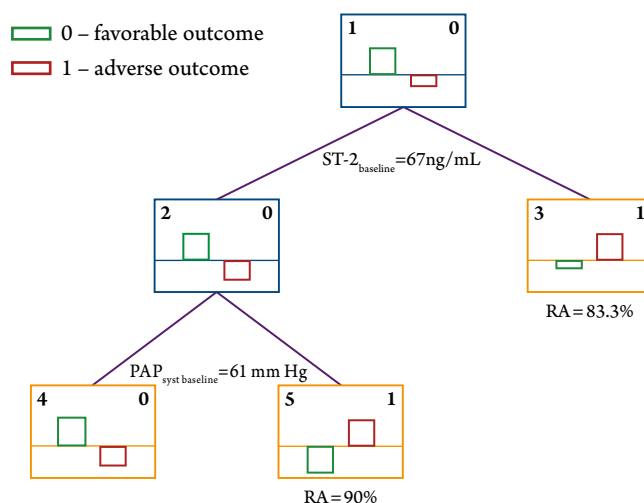 0 – favorable outcome
1 – adverse outcome
1 0
ST-2baseline=67ng/mL
2 0
3 1
RA=83.3%
PAPsyst baseline=61 mm Hg
4 0
5 1
RA=90%